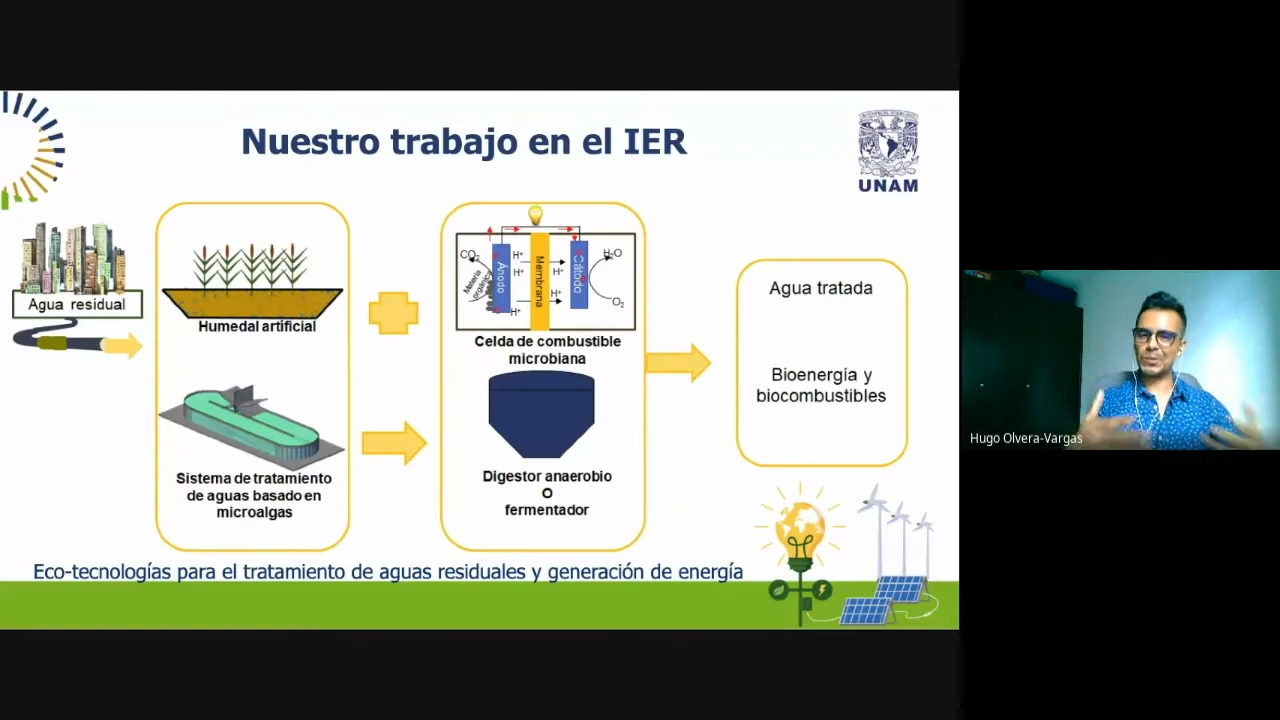 Nuestro trabajo en el IER
UNAM
Agua residual
Humedal artificial
Sistema de tratamiento
de aguas basado en
microalgas
CO2
Materia
orgánica
Ánodo
H+
H+
H+
Membrana
H+
H+
Cátodo
H2O
O2
Celda de combustible
microbiana
Digestor anaerobio
O
fermentador
Agua tratada
Bioenergía y
biocombustibles
Eco-tecnologías para el tratamiento de aguas residuales y generación de energía
Hugo Olvera-Vargas